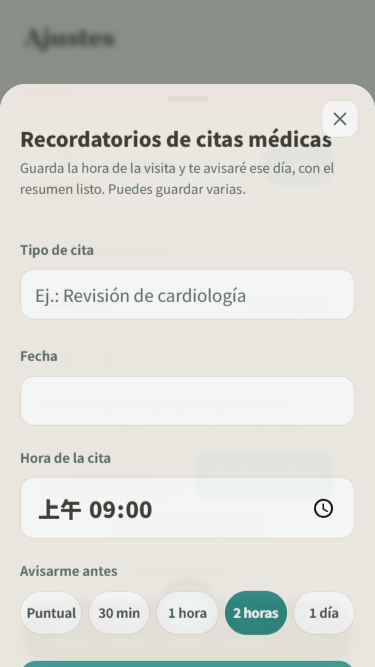 Ajustes
Recordatorios de citas médicas
Guarda la hora de la visita y te avisaré ese día, con el
resumen listo. Puedes guardar varias.
Tipo de cita
Ej.: Revisión de cardiología
Fecha
Hora de la cita
上午 09:00
Avisarme antes
Puntual 30 min 1 hora 2 horas 1 día